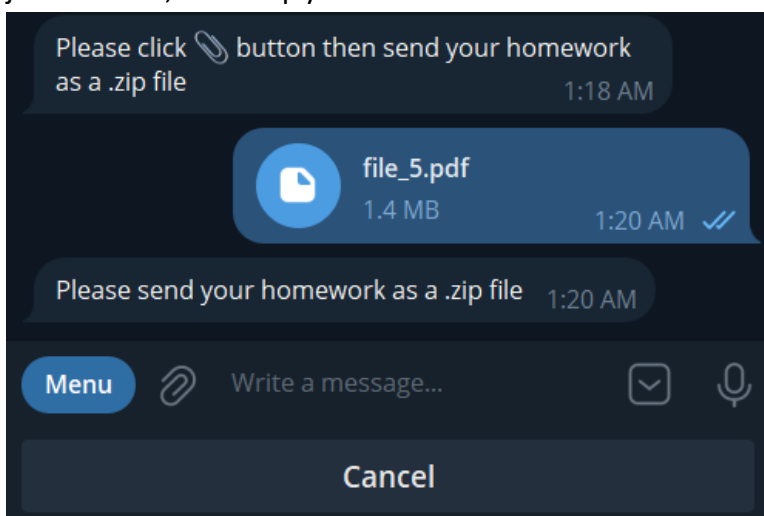 Please click 📎 button then send your homework
as a .zip file
1:18 AM
file_5.pdf
1.4 MB
1:20 AM
Please send your homework as a .zip file
1:20 AM
Menu
Write a message...
Cancel